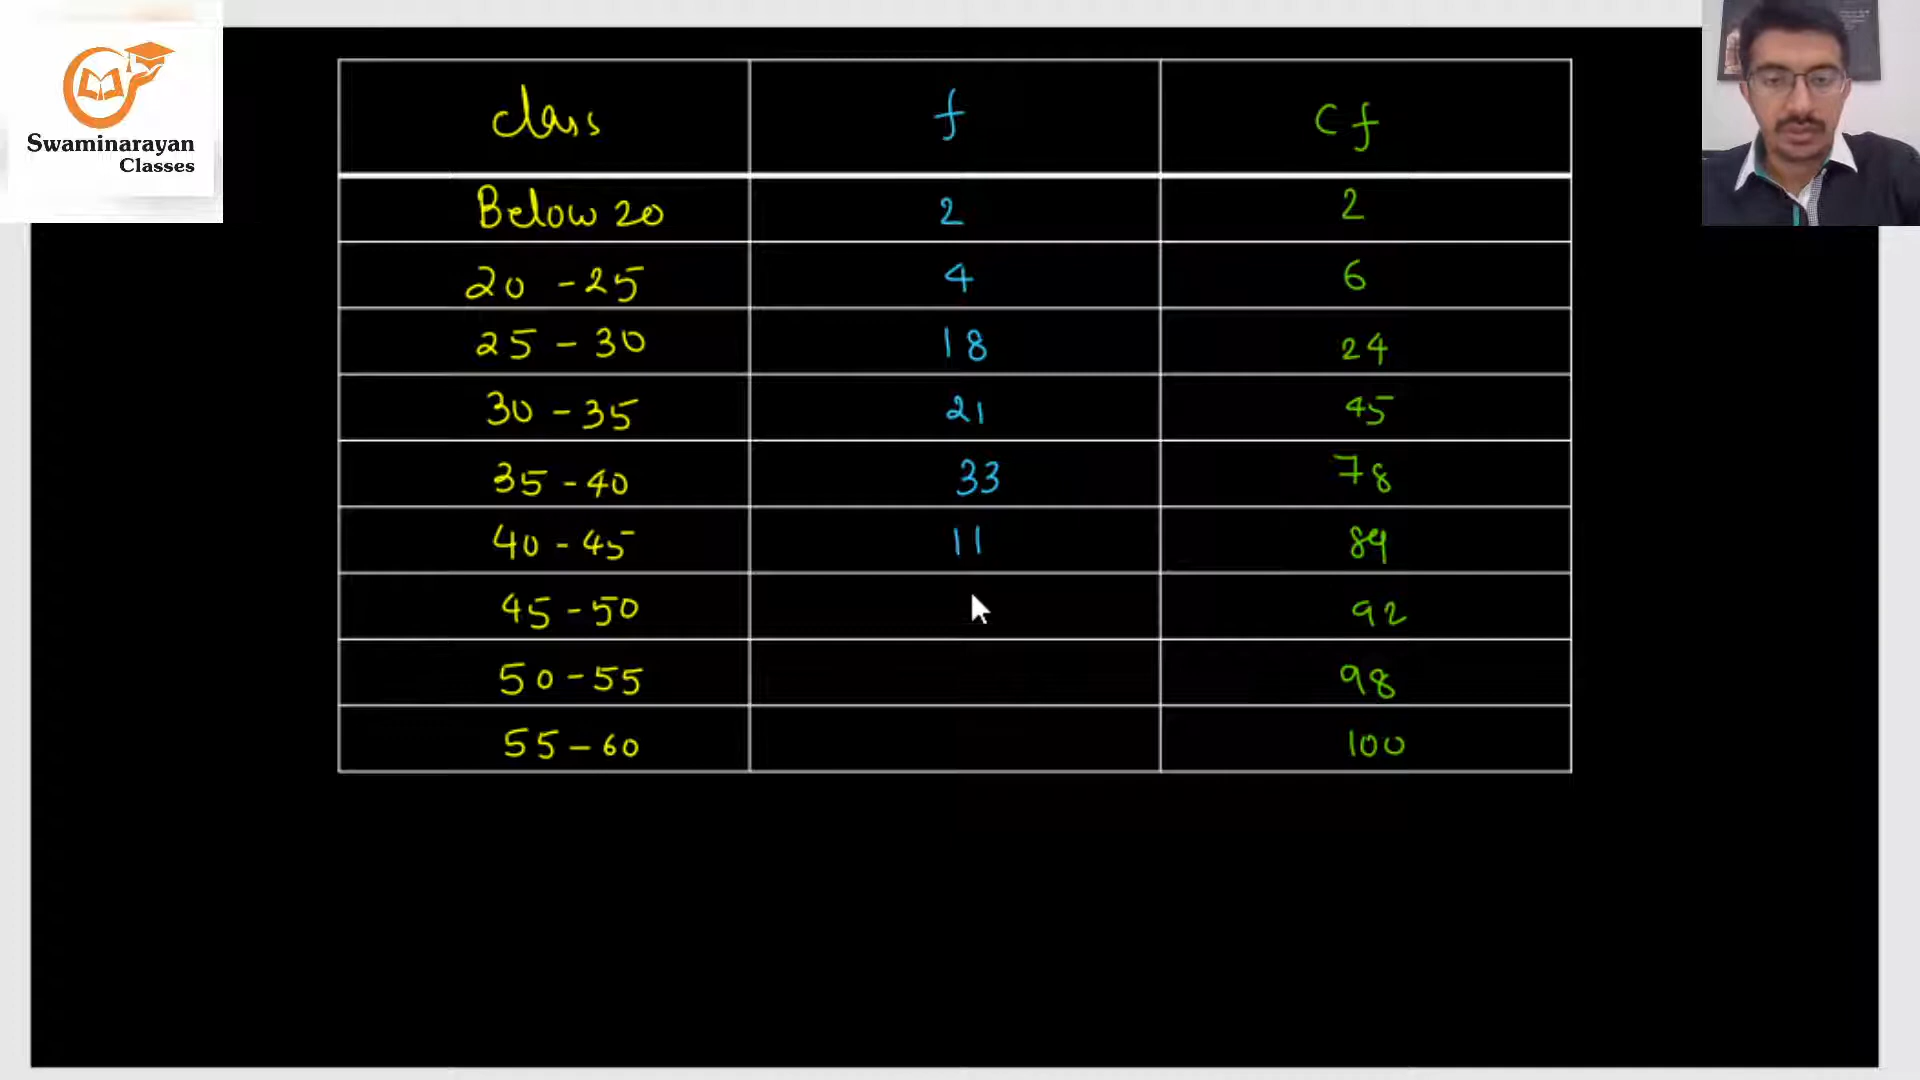 Swaminarayan
Classes
class f cf
Below 20 2 2
20 - 25 4 6
25 - 30 18 24
30 - 35 21 45
35 - 40 33 78
40 - 45 11 89
45 - 50 92
50 - 55 98
55 - 60 100